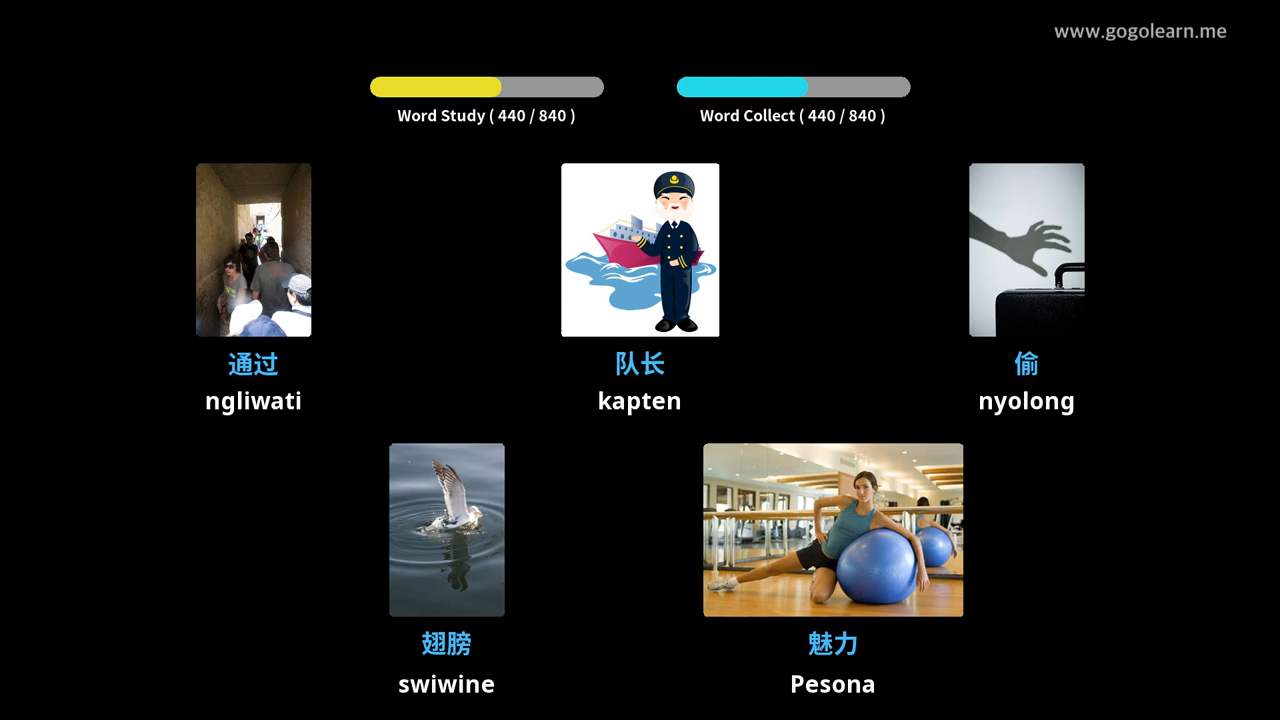 www.gogolearn.me
Word Study ( 440 / 840 )
Word Collect ( 440 / 840 )
通过
ngliwati
队长
kapten
偷
nyolong
翅膀
swiwine
魅力
Pesona